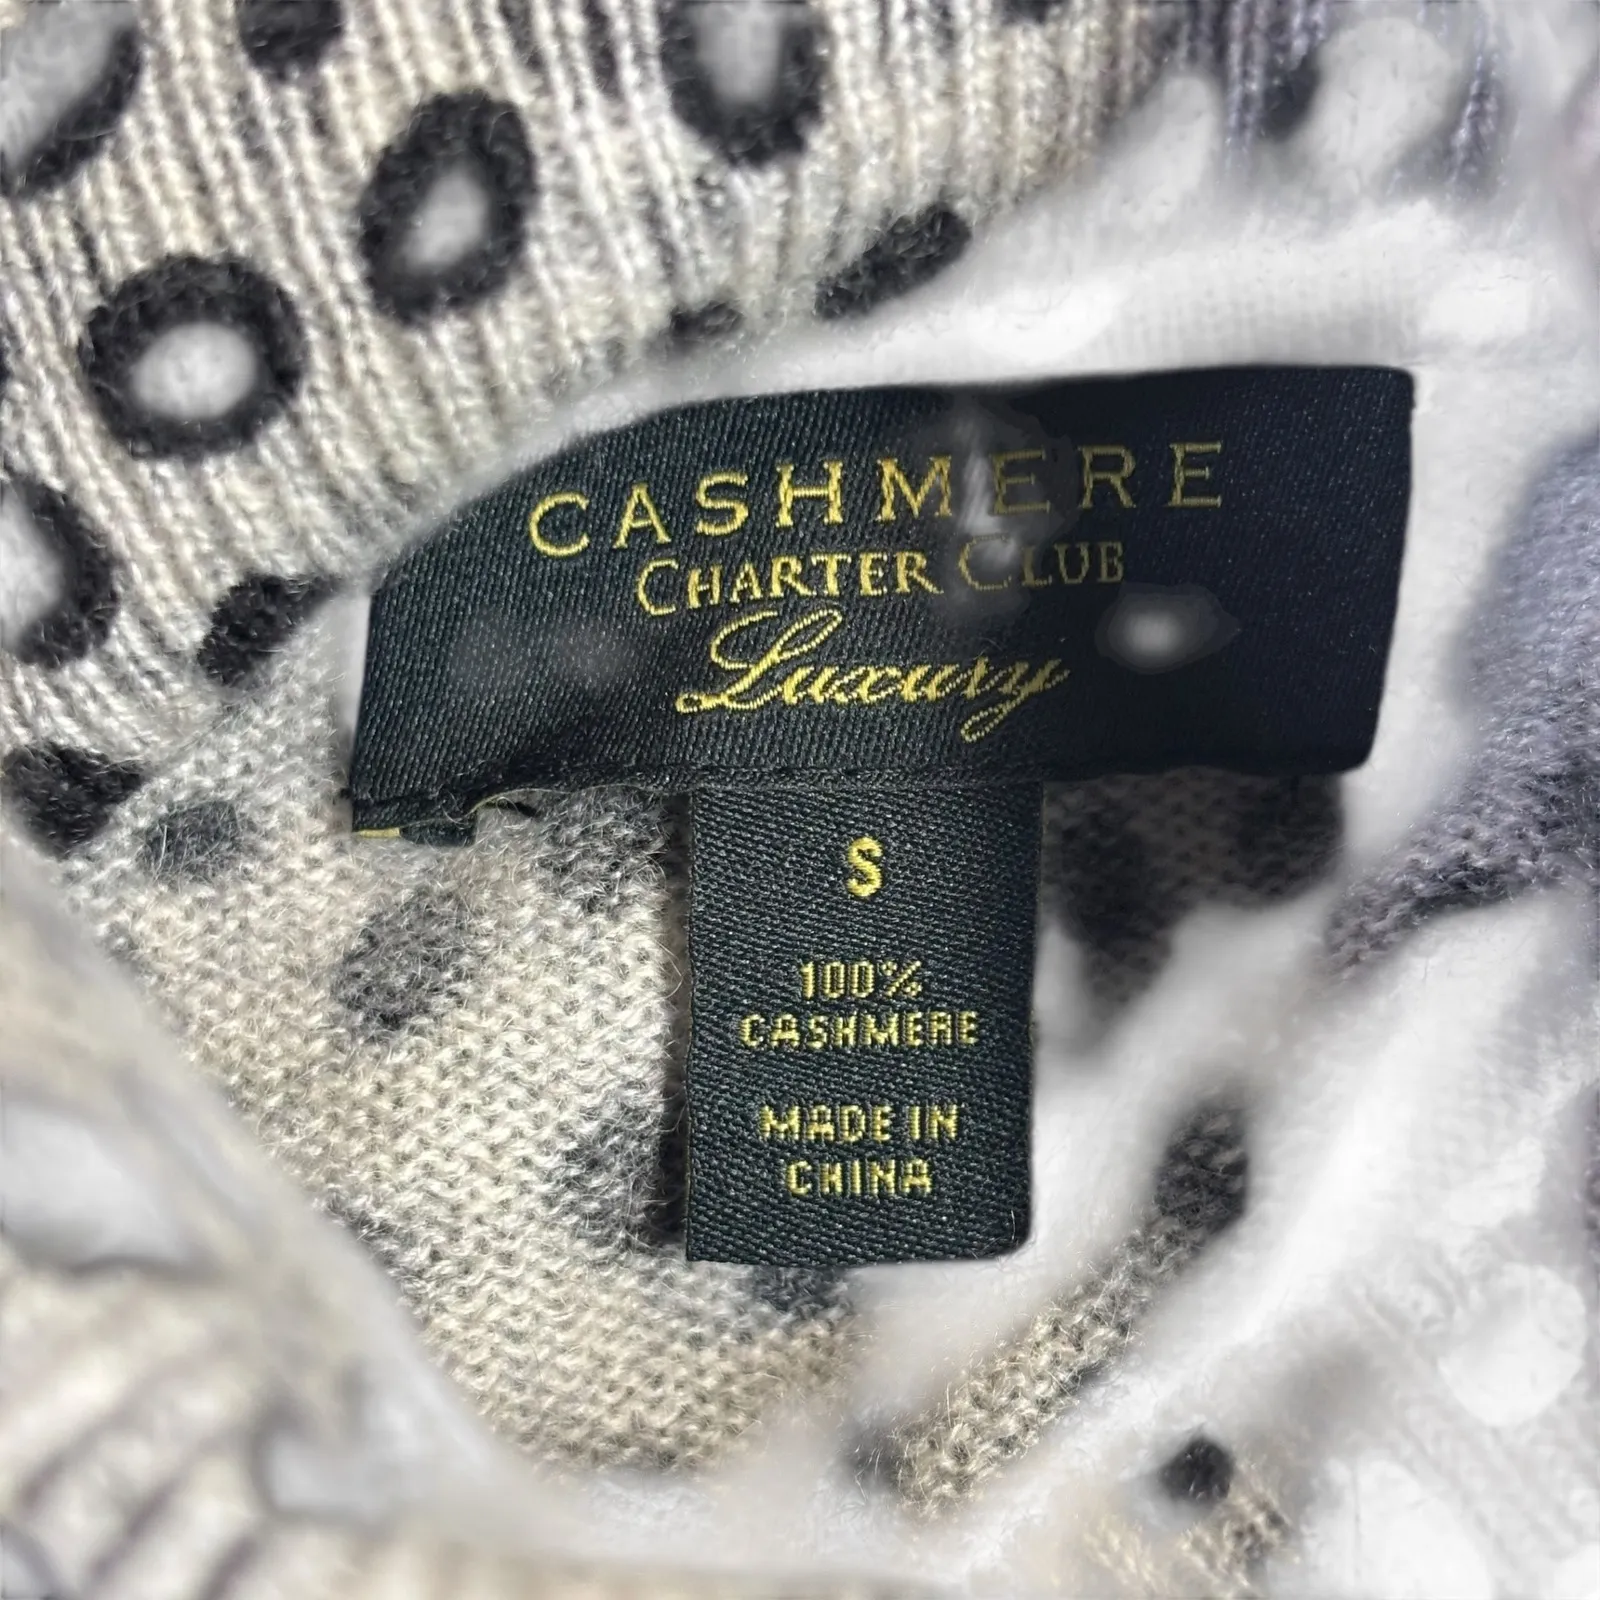 CASHMERE
CHARTER CLUB
Luxury
S
100%
CASHMERE
MADE IN
CHINA